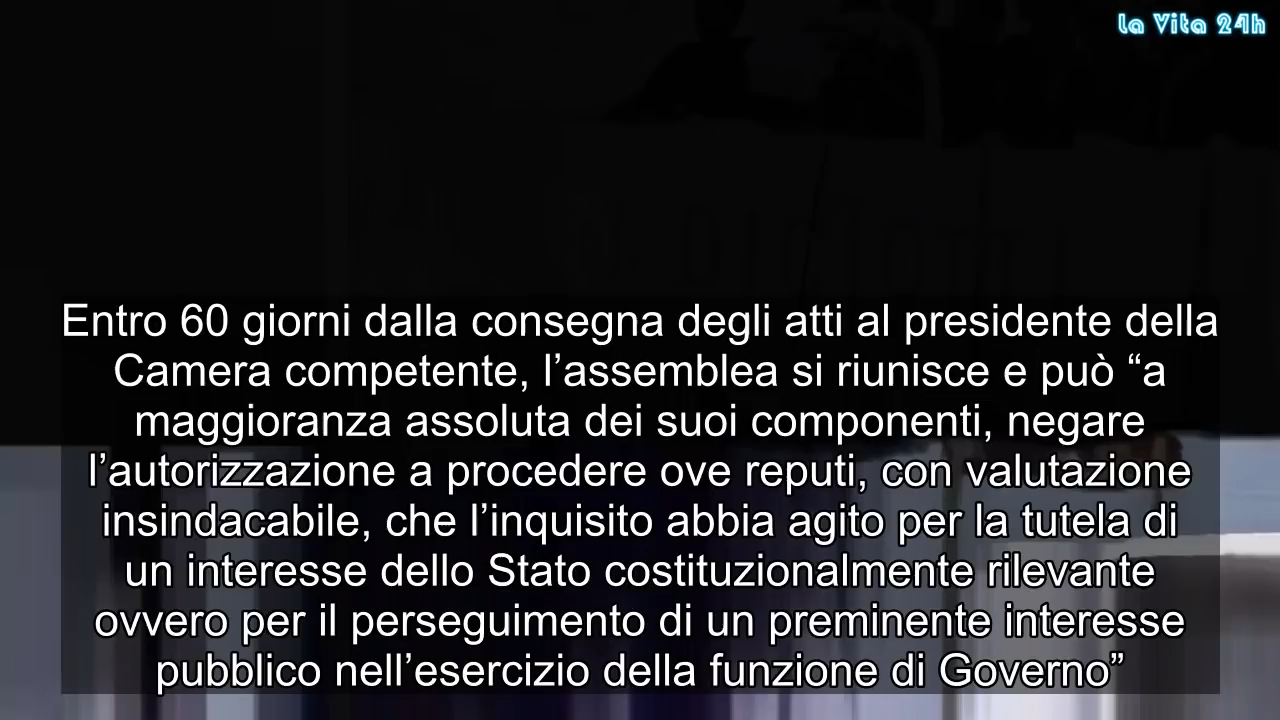 La Vita 24h
Entro 60 giorni dalla consegna degli atti al presidente della
Camera competente, l’assemblea si riunisce e può “a
maggioranza assoluta dei suoi componenti, negare
l’autorizzazione a procedere ove reputi, con valutazione
insindacabile, che l’inquisito abbia agito per la tutela di
un interesse dello Stato costituzionalmente rilevante
ovvero per il perseguimento di un preminente interesse
pubblico nell’esercizio della funzione di Governo”